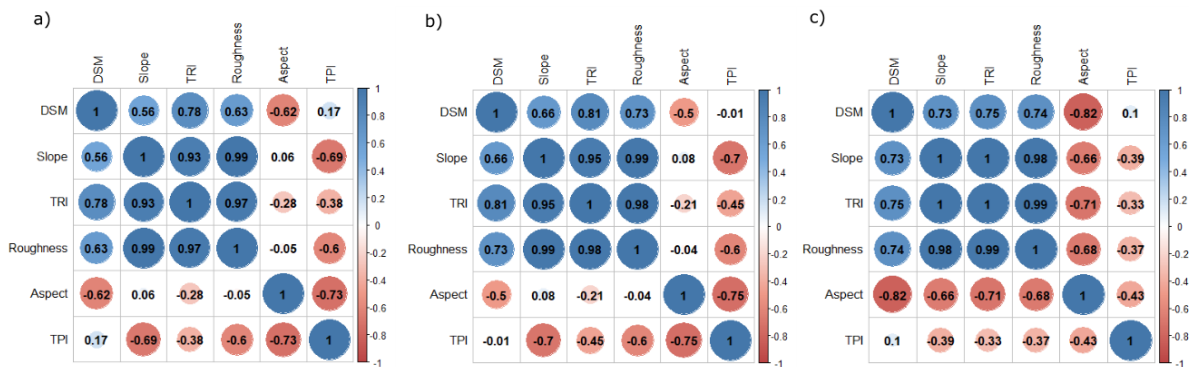 a)
DSM Slope TRI Roughness Aspect TPI
DSM 1 0.56 0.78 0.63 -0.62 0.17
Slope 0.56 1 0.93 0.99 0.06 -0.69
TRI 0.78 0.93 1 0.97 -0.28 -0.38
Roughness 0.63 0.99 0.97 1 -0.05 -0.6
Aspect -0.62 0.06 -0.28 -0.05 1 -0.73
TPI 0.17 -0.69 -0.38 -0.6 -0.73 1
1
0.8
0.6
0.4
0.2
0
-0.2
-0.4
-0.6
-0.8
-1
b)
DSM Slope TRI Roughness Aspect TPI
DSM 1 0.66 0.81 0.73 -0.5 -0.01
Slope 0.66 1 0.95 0.99 0.08 -0.7
TRI 0.81 0.95 1 0.98 -0.21 -0.45
Roughness 0.73 0.99 0.98 1 -0.04 -0.6
Aspect -0.5 0.08 -0.21 -0.04 1 -0.75
TPI -0.01 -0.7 -0.45 -0.6 -0.75 1
1
0.8
0.6
0.4
0.2
0
-0.2
-0.4
-0.6
-0.8
-1
c)
DSM Slope TRI Roughness Aspect TPI
DSM 1 0.73 0.75 0.74 -0.82 0.1
Slope 0.73 1 1 0.98 -0.66 -0.39
TRI 0.75 1 1 0.99 -0.71 -0.33
Roughness 0.74 0.98 0.99 1 -0.68 -0.37
Aspect -0.82 -0.66 -0.71 -0.68 1 -0.43
TPI 0.1 -0.39 -0.33 -0.37 -0.43 1
1
0.8
0.6
0.4
0.2
0
-0.2
-0.4
-0.6
-0.8
-1